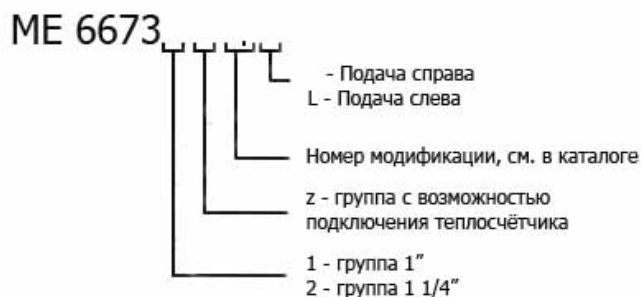 ME 6673
- Подача справа
L - Подача слева
Номер модификации, см. в каталоге
z - группа с возможностью
подключения теплосчётчика
1 - группа 1”
2 - группа 1 1/4”